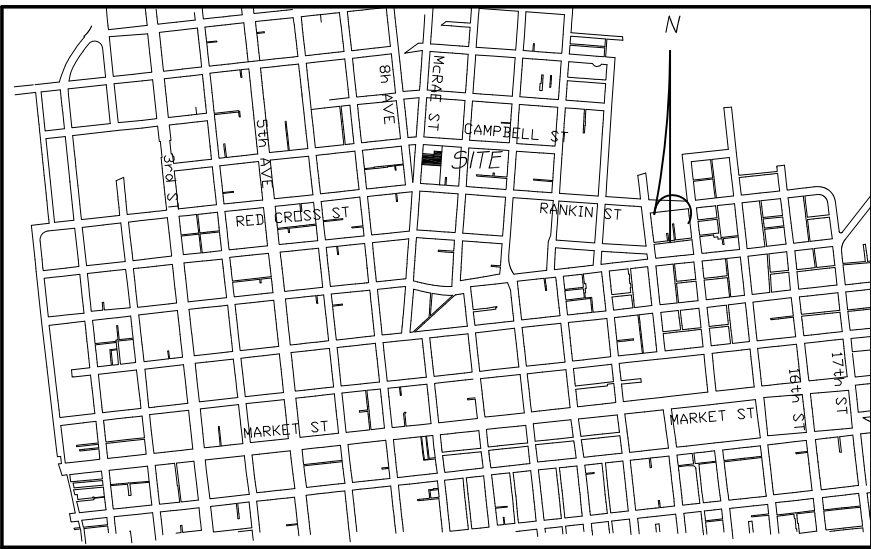 N
8h AVE
McRAE ST
CAMPBELL ST
5th AVE
SITE
3rd ST
RED CROSS ST
RANKIN ST
17th ST
16th ST
MARKET ST
MARKET ST